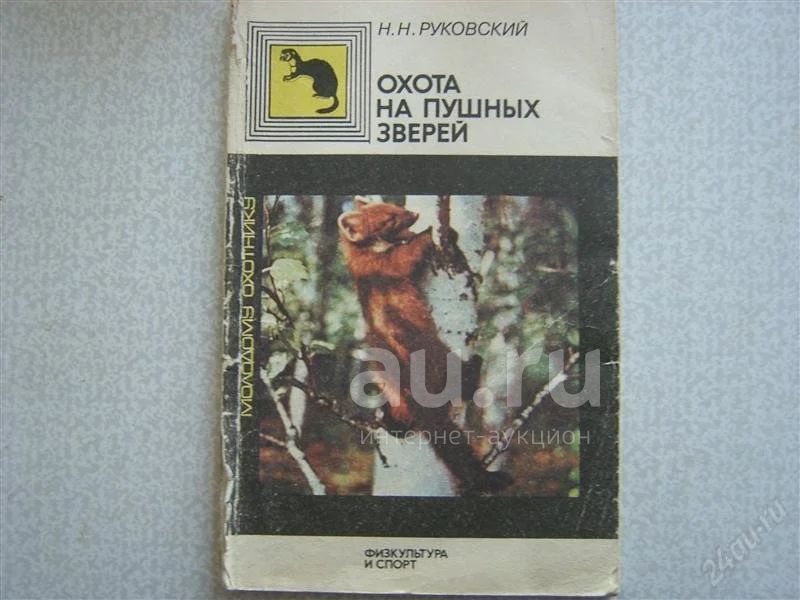 Н. Н. РУКОВСКИЙ
ОХОТА
НА ПУШНЫХ
ЗВЕРЕЙ
МОЛОДОМУ ОХОТНИКУ
au.ru
интернет-аукцион
ФИЗКУЛЬТУРА
И СПОРТ
24au.ru